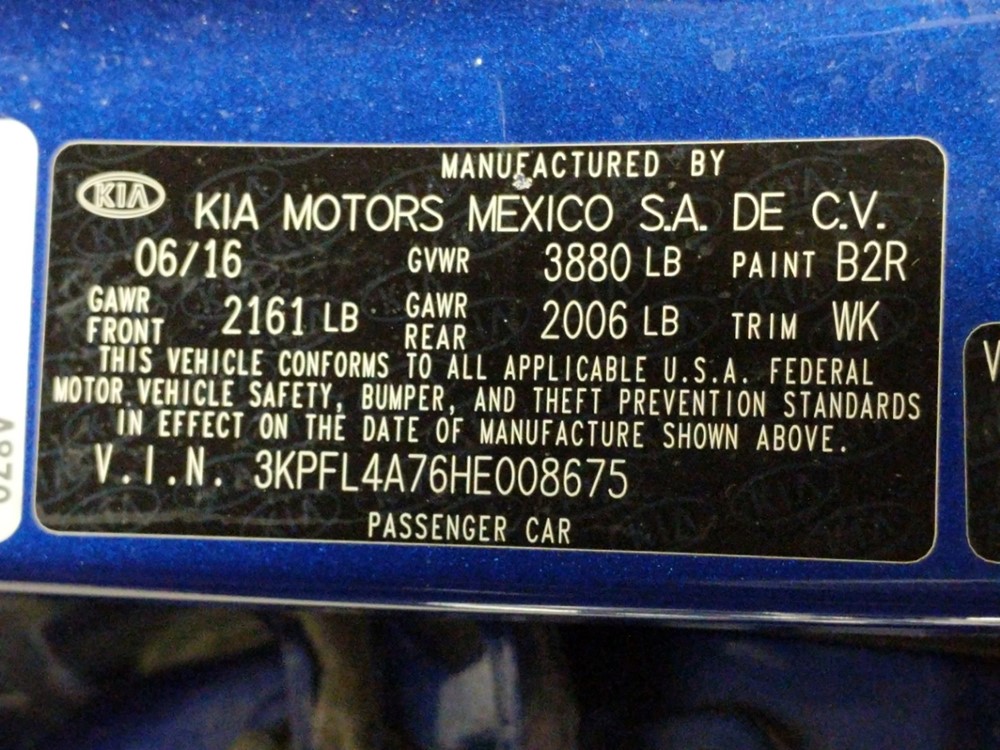 MANUFACTURED BY
KIA
KIA MOTORS MEXICO S.A. DE C.V.
06/16 GVWR 3880 LB PAINT B2R
GAWR FRONT 2161 LB GAWR REAR 2006 LB TRIM WK
THIS VEHICLE CONFORMS TO ALL APPLICABLE U.S.A. FEDERAL
MOTOR VEHICLE SAFETY, BUMPER, AND THEFT PREVENTION STANDARDS
IN EFFECT ON THE DATE OF MANUFACTURE SHOWN ABOVE.
V.I.N. 3KPFL4A76HE008675
PASSENGER CAR